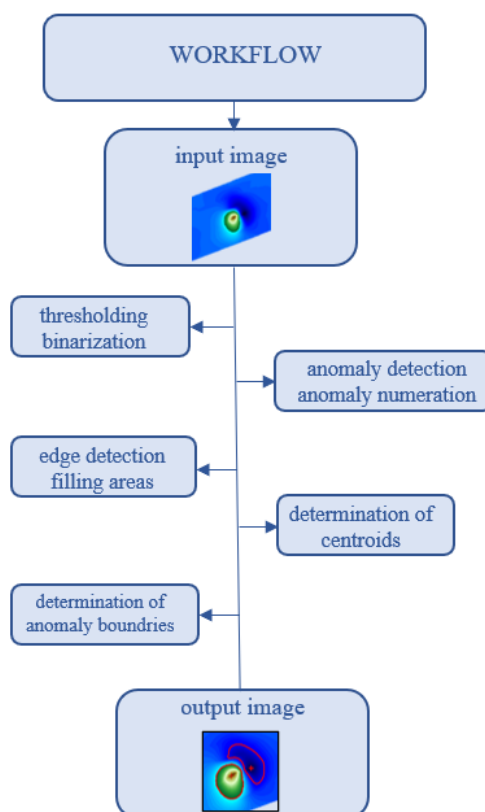 WORKFLOW
input image
thresholding
binarization
anomaly detection
anomaly numeration
edge detection
filling areas
determination of
centroids
determination of
anomaly boundries
output image